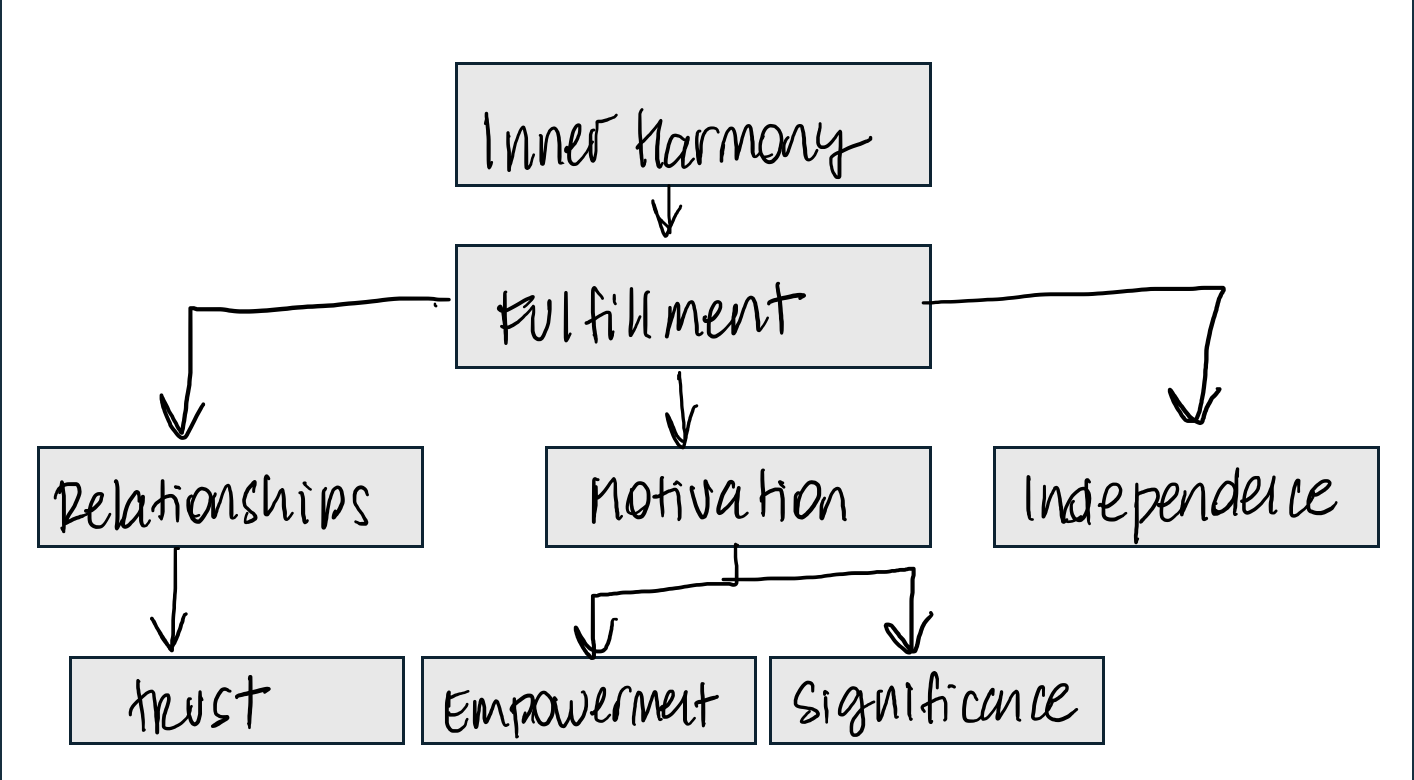 Inner Harmony
Fulfillment
Relationships
Motivation
Independence
Trust
Empowerment
Significance